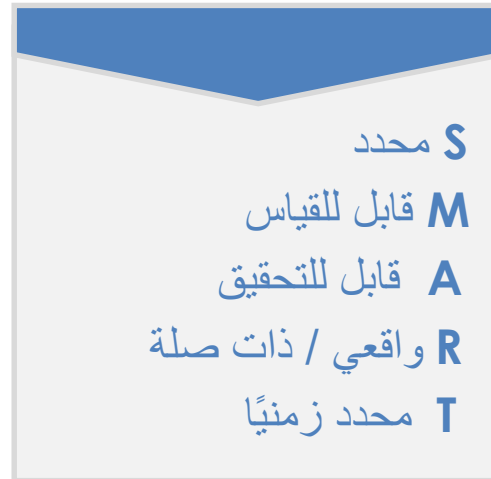 S محدد
M قابل للقياس
A قابل للتحقيق
R واقعي / ذات صلة
T محدد زمنيًا